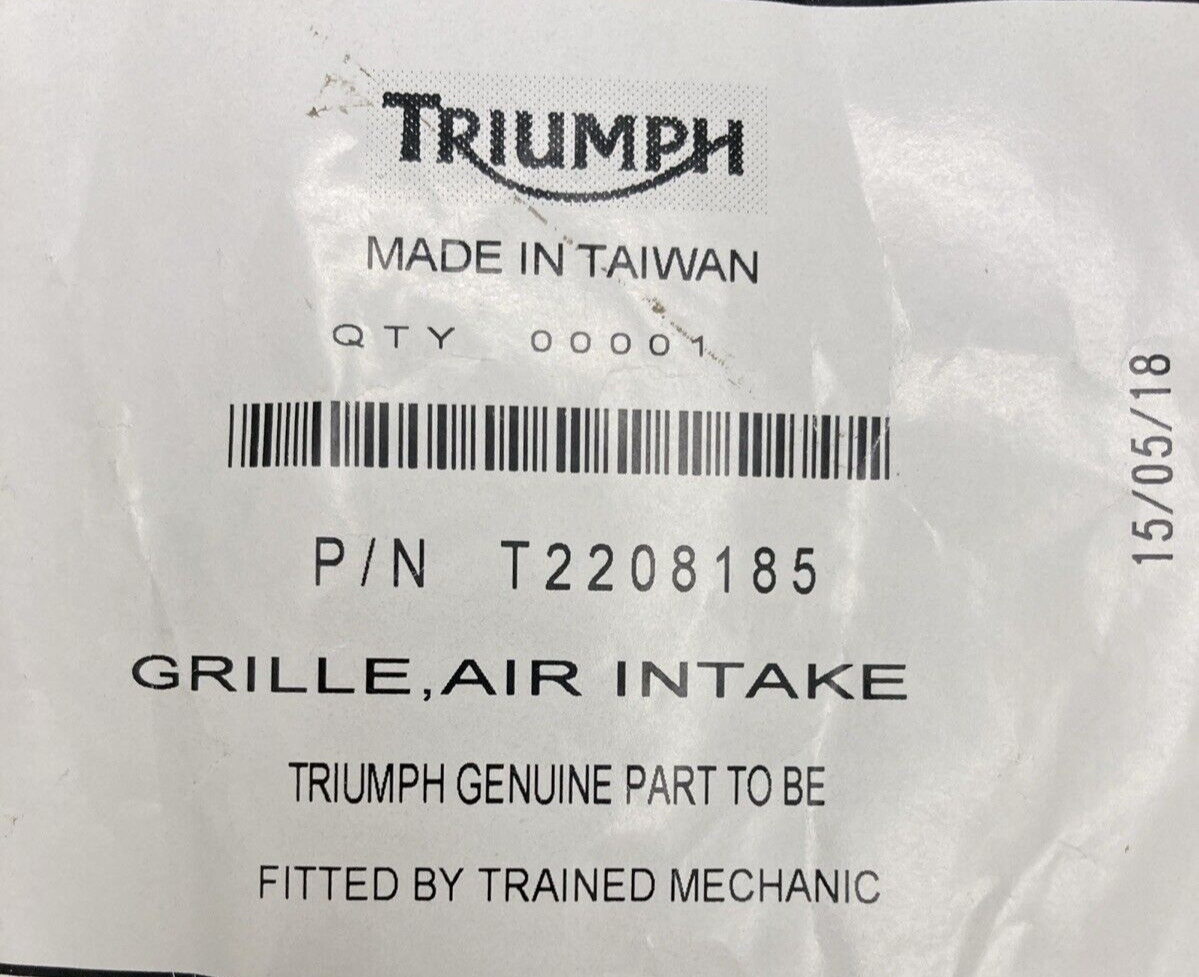 TRIUMPH
MADE IN TAIWAN
QTY 00001
P/N T2208185
GRILLE,AIR INTAKE
TRIUMPH GENUINE PART TO BE
FITTED BY TRAINED MECHANIC
15/05/18